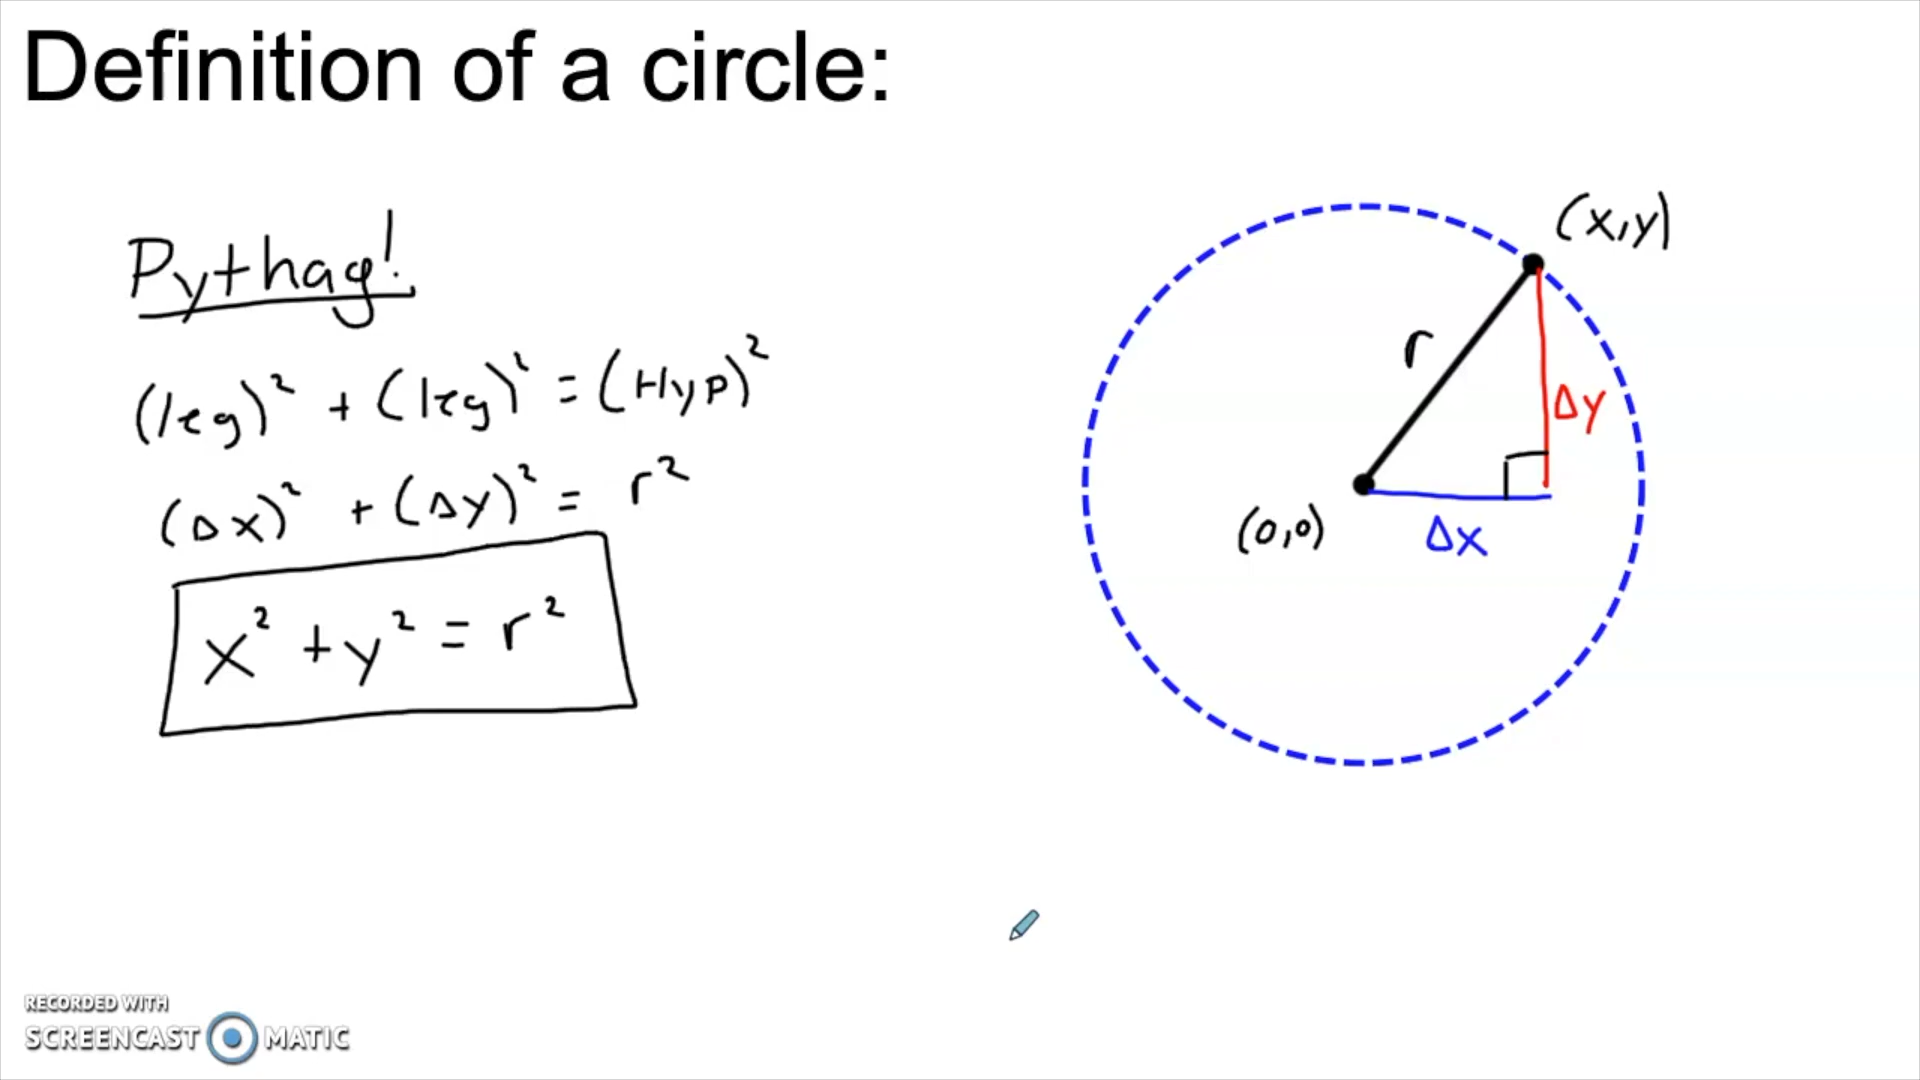 Definition of a circle:
Pythag!
(leg)² + (leg)² = (Hyp)²
(Δx)² + (Δy)² = r²
x² + y² = r²
(x,y)
r
Δy
(0,0)
Δx
RECORDED WITH
SCREENCAST MATIC